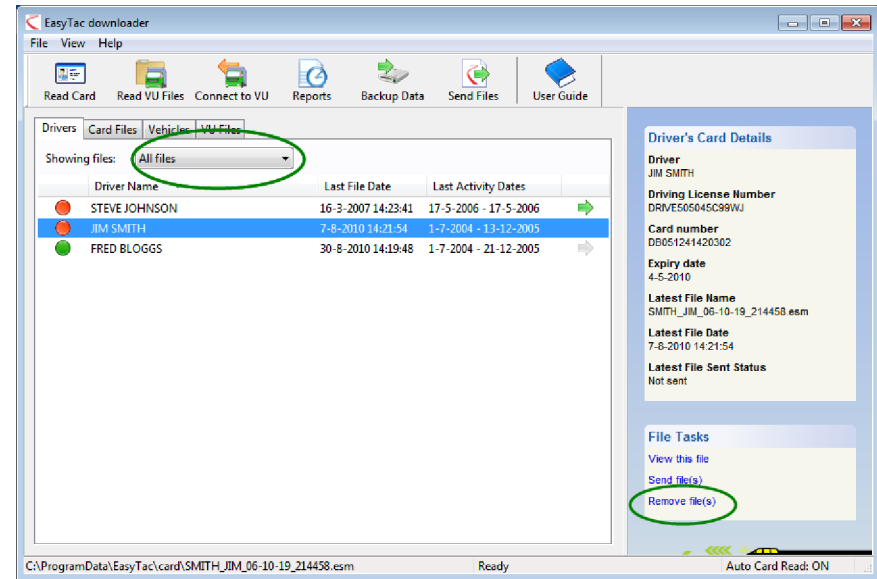 EasyTac downloader
File View Help
Read Card Read VU Files Connect to VU Reports Backup Data Send Files User Guide
Drivers Card Files Vehicles VU Files
Showing files: All files
Driver Name Last File Date Last Activity Dates
STEVE JOHNSON 16-3-2007 14:23:41 17-5-2006 - 17-5-2006
JIM SMITH 7-8-2010 14:21:54 1-7-2004 - 13-12-2005
FRED BLOGGS 30-8-2010 14:19:48 1-7-2004 - 21-12-2005
Driver's Card Details
Driver
JIM SMITH
Driving License Number
DRIVE505045C99WJ
Card number
DB051241420302
Expiry date
4-5-2010
Latest File Name
SMITH_JIM_06-10-19_214458.esm
Latest File Date
7-8-2010 14:21:54
Latest File Sent Status
Not sent
File Tasks
View this file
Send file(s)
Remove file(s)
C:\ProgramData\EasyTac\card\SMITH_JIM_06-10-19_214458.esm Ready Auto Card Read: ON